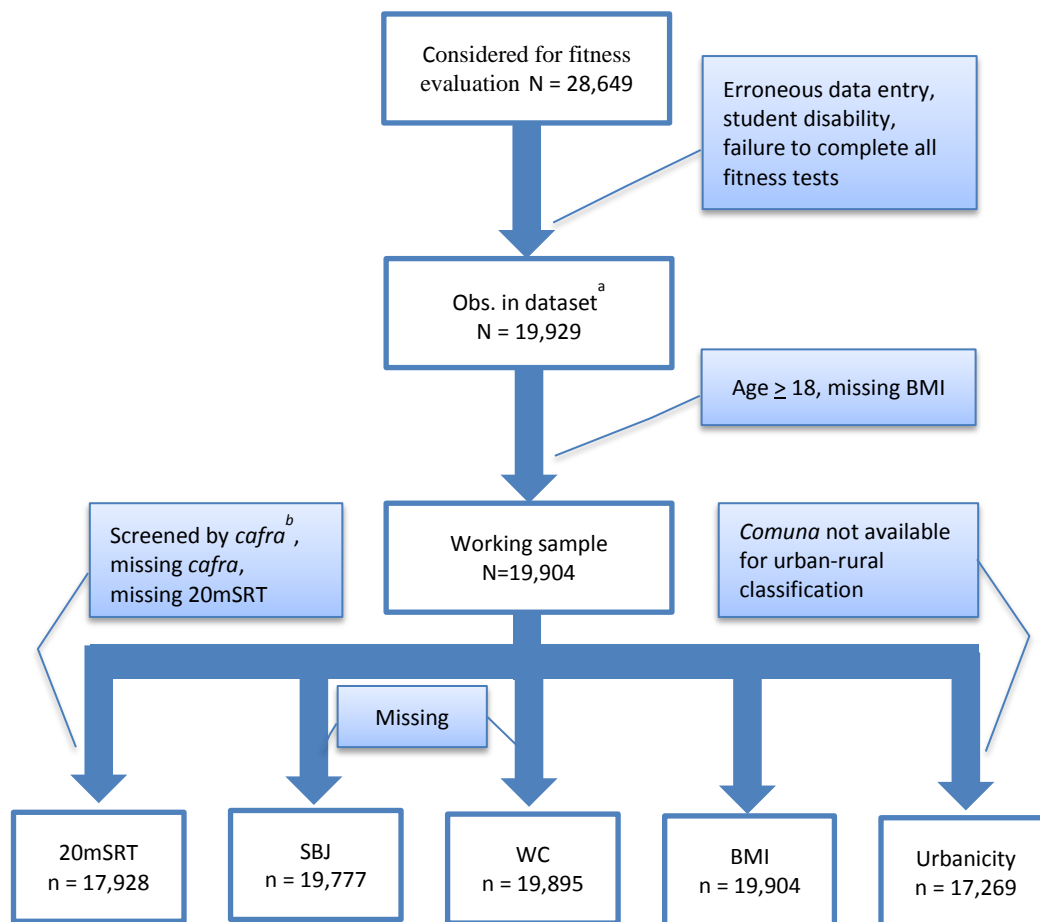 Considered for fitness
evaluation N = 28,649
Erroneous data entry,
student disability,
failure to complete all
fitness tests
Obs. in dataset a
N = 19,929
Age ≥ 18, missing BMI
Screened by cafra b,
missing cafra,
missing 20mSRT
Working sample
N=19,904
Comuna not available
for urban-rural
classification
Missing
20mSRT
n = 17,928
SBJ
n = 19,777
WC
n = 19,895
BMI
n = 19,904
Urbanicity
n = 17,269